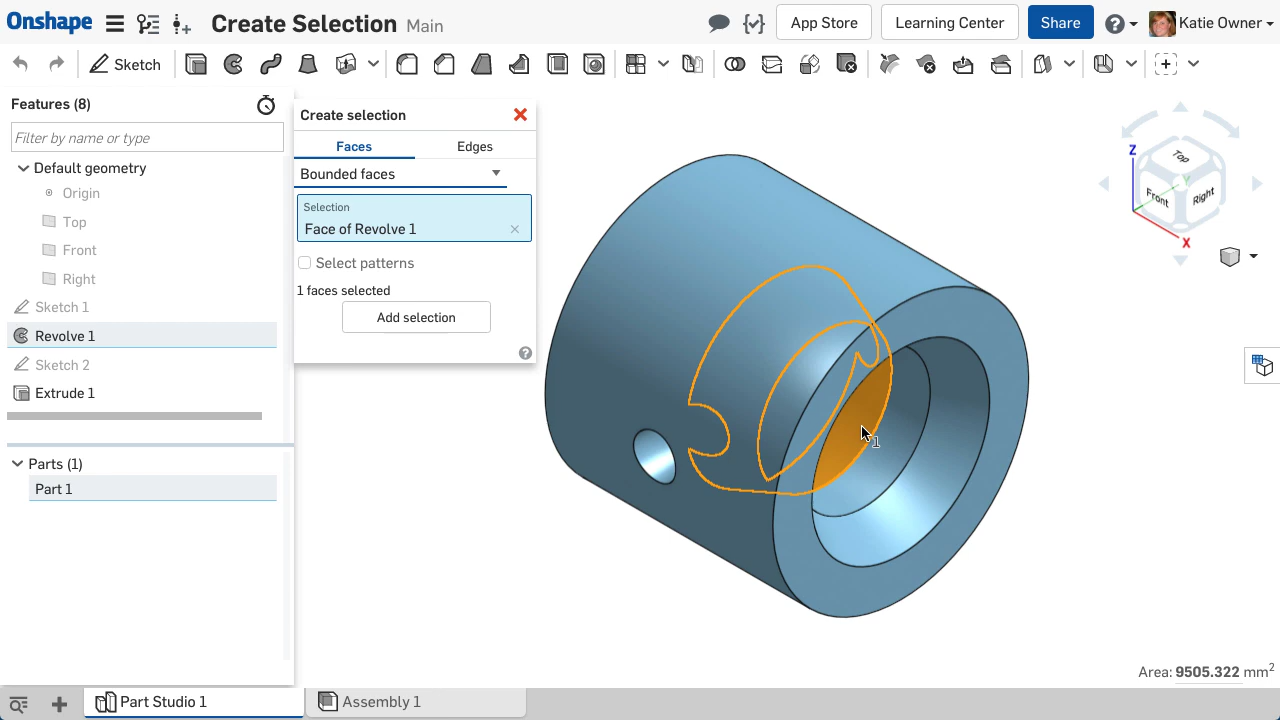 Onshape Create Selection Main App Store Learning Center Share Katie Owner
Sketch
Features (8)
Filter by name or type
Default geometry
Origin
Top
Front
Right
Sketch 1
Revolve 1
Sketch 2
Extrude 1
Parts (1)
Part 1
Create selection
Faces Edges
Bounded faces
Selection
Face of Revolve 1
Select patterns
1 faces selected
Add selection
1
Z
Top
Y
Front Right
X
Area: 9505.322 mm²
Part Studio 1 Assembly 1